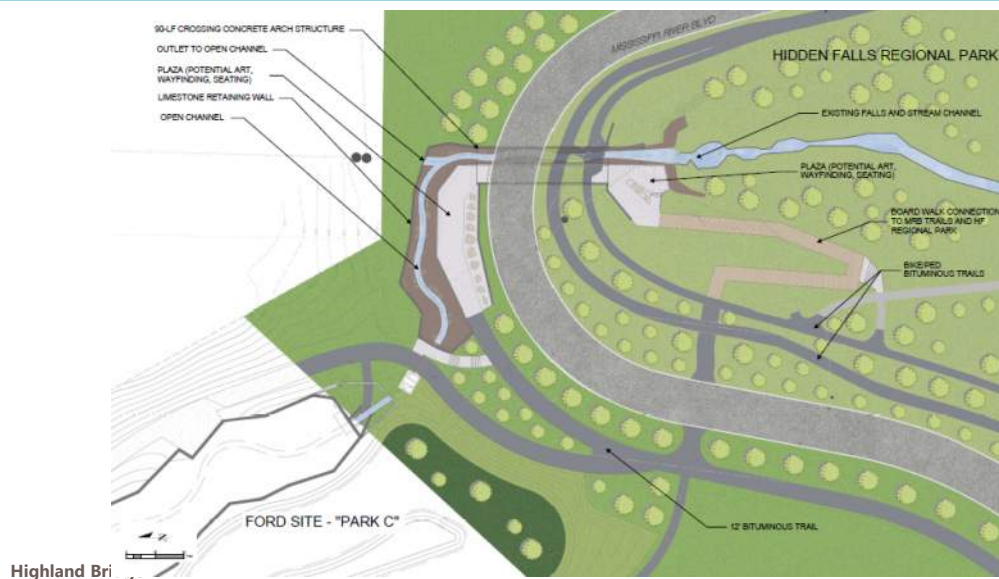 90-LF CROSSING CONCRETE ARCH STRUCTURE
OUTLET TO OPEN CHANNEL
PLAZA (POTENTIAL ART,
WAYFINDING, SEATING)
LIMESTONE RETAINING WALL
OPEN CHANNEL
MISSISSIPPI RIVER BLVD
HIDDEN FALLS REGIONAL PARK
EXISTING FALLS AND STREAM CHANNEL
PLAZA (POTENTIAL ART,
WAYFINDING, SEATING)
BOARD WALK CONNECTION
TO MRB TRAILS AND HF
REGIONAL PARK
BIKE/PED
BITUMINOUS TRAILS
FORD SITE - "PARK C"
12' BITUMINOUS TRAIL
Highland Bri